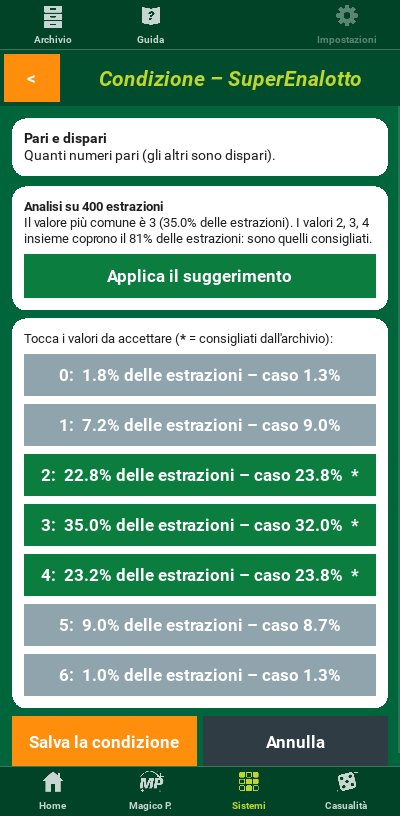 Archivio
Guida
Impostazioni
<
Condizione – SuperEnalotto
Pari e dispari
Quanti numeri pari (gli altri sono dispari).
Analisi su 400 estrazioni
Il valore più comune è 3 (35.0% delle estrazioni). I valori 2, 3, 4
insieme coprono il 81% delle estrazioni: sono quelli consigliati.
Applica il suggerimento
Tocca i valori da accettare (* = consigliati dall'archivio):
0: 1.8% delle estrazioni – caso 1.3%
1: 7.2% delle estrazioni – caso 9.0%
2: 22.8% delle estrazioni – caso 23.8% *
3: 35.0% delle estrazioni – caso 32.0% *
4: 23.2% delle estrazioni – caso 23.8% *
5: 9.0% delle estrazioni – caso 8.7%
6: 1.0% delle estrazioni – caso 1.3%
Salva la condizione
Annulla
MP
Home
Magico P.
Sistemi
Casualità